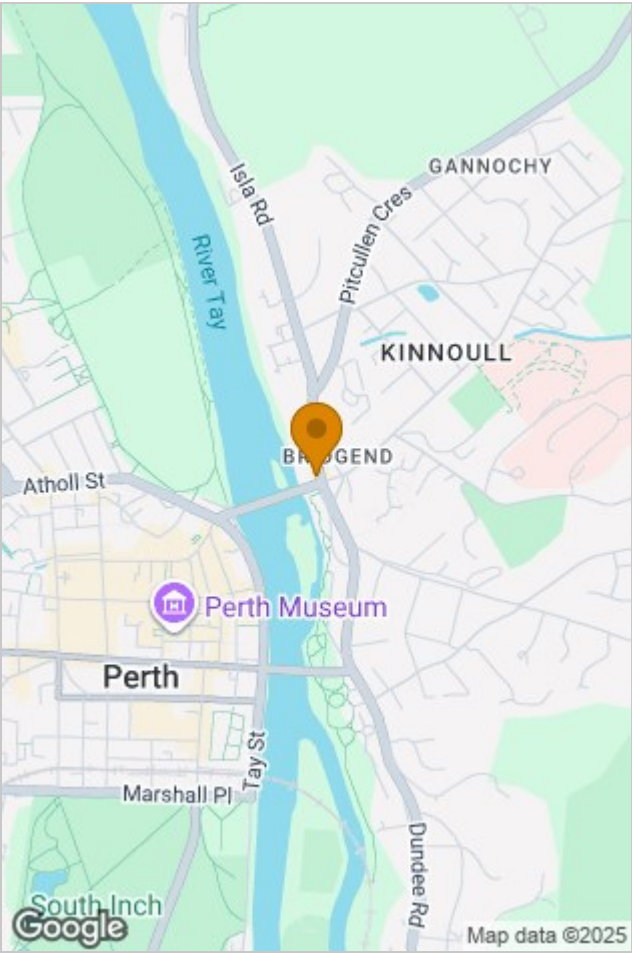 GANNOCHY
Isla Rd
Pitcullen Cres
River Tay
KINNOULL
BRIDGEND
Atholl St
Perth Museum
Perth
Tay St
Marshall Pl
Dundee Rd
South Inch
Google
Map data ©2025